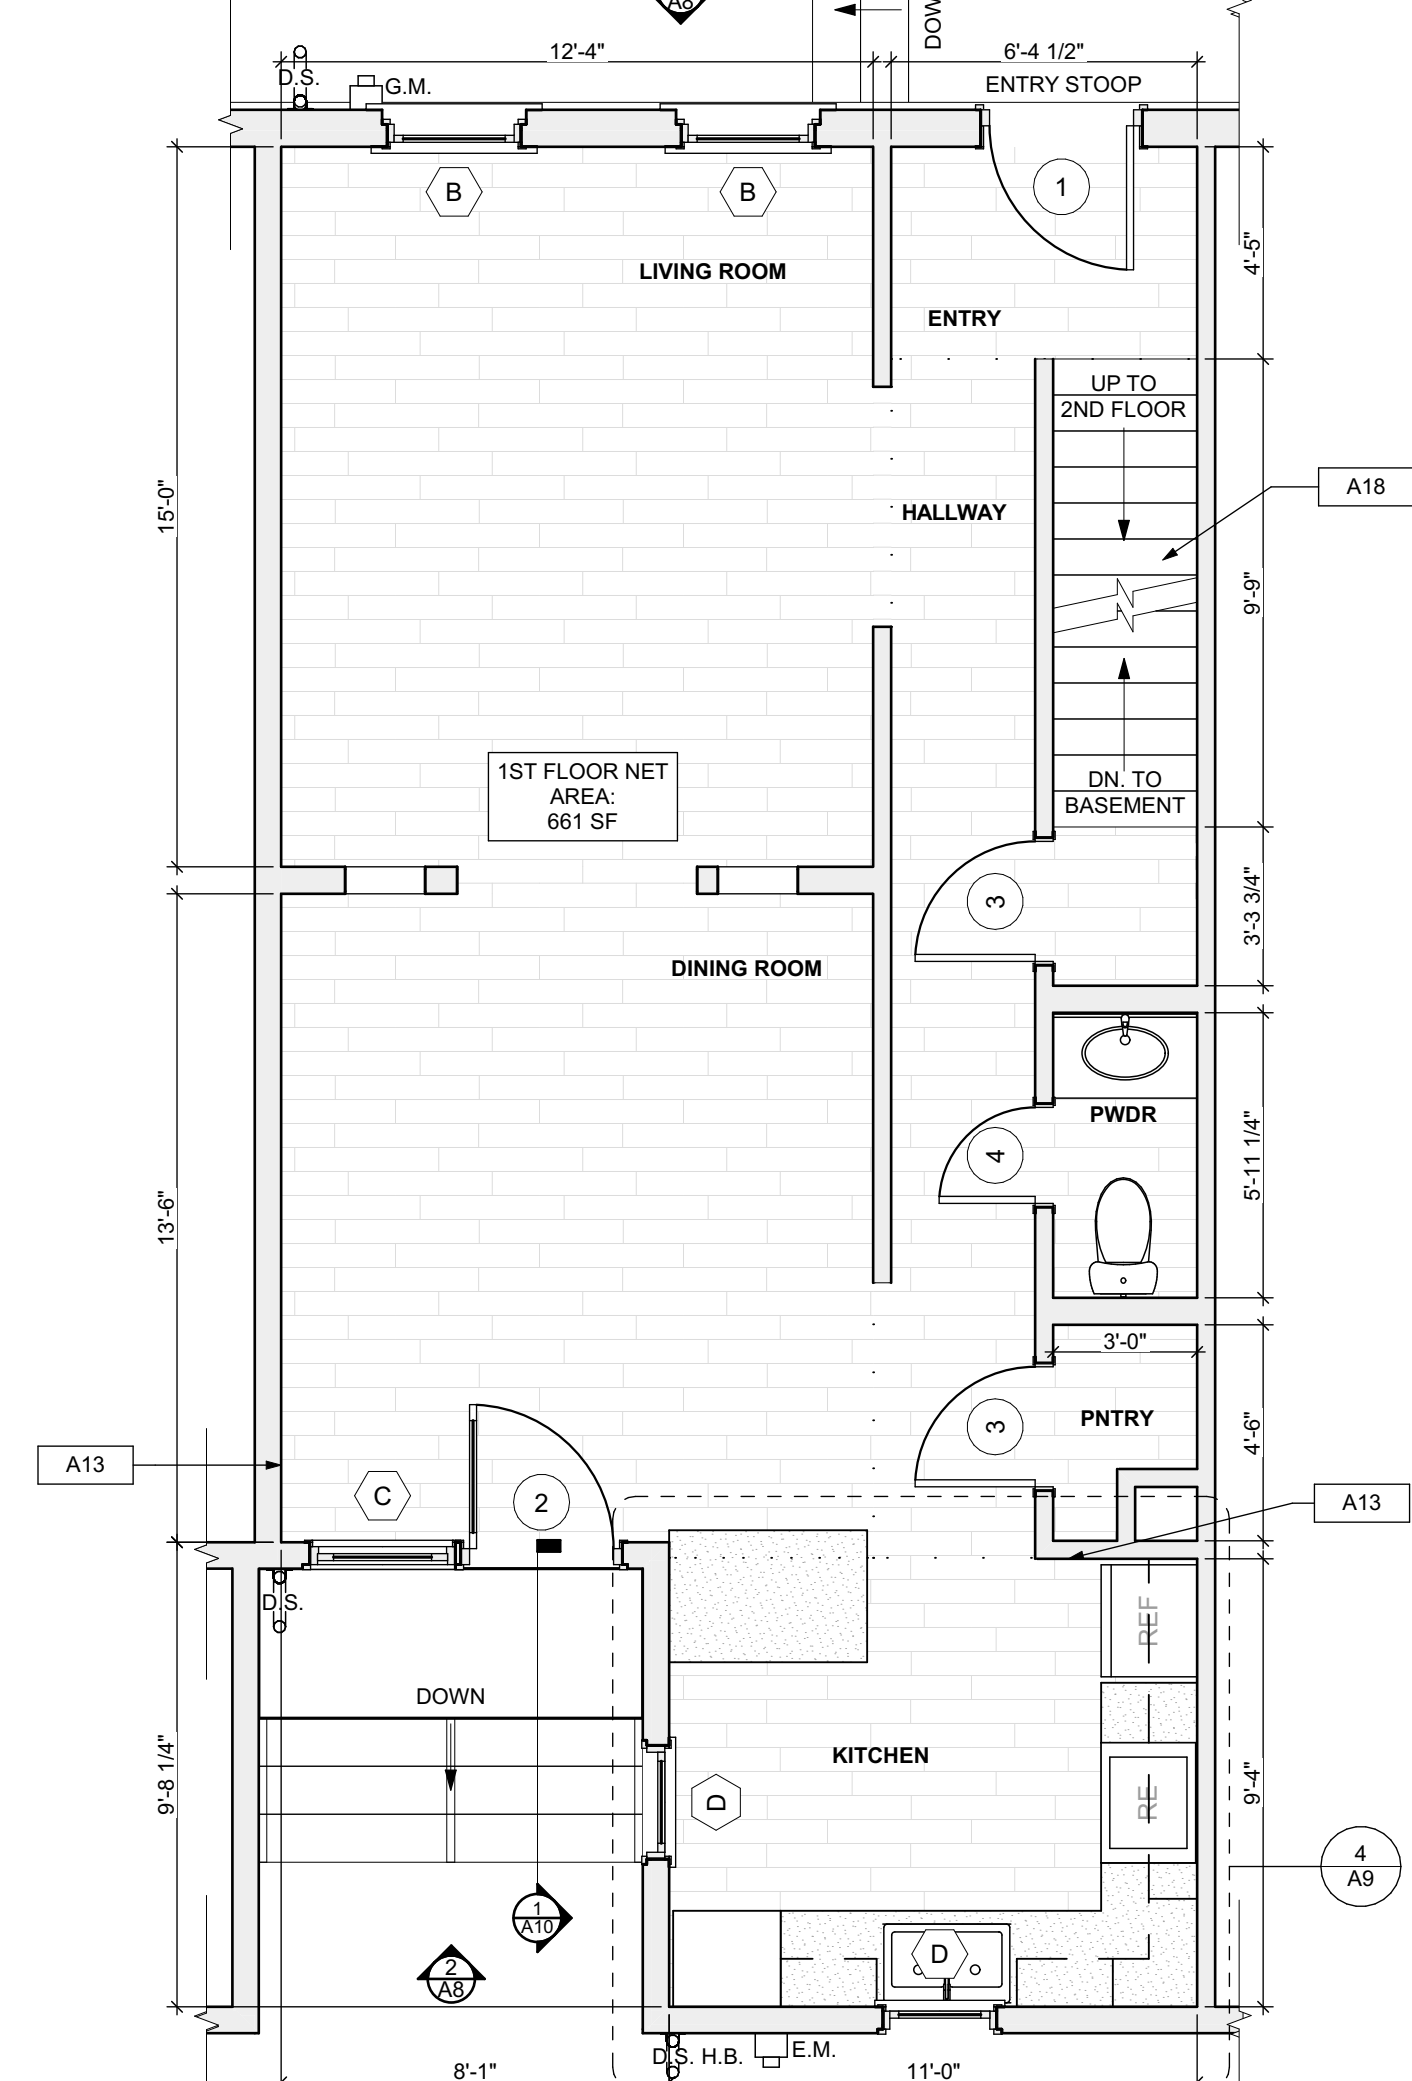 A8
DOW
12'-4"
6'-4 1/2"
D.S.
G.M.
ENTRY STOOP
B
B
1
LIVING ROOM
4'-5"
ENTRY
UP TO
2ND FLOOR
15'-0"
HALLWAY
A18
9'-9"
1ST FLOOR NET
AREA:
661 SF
DN. TO
BASEMENT
3
3'-3 3/4"
DINING ROOM
PWDR
4
5'-11 1/4"
13'-6"
3'-0"
3
PNTRY
4'-6"
A13
C
2
A13
D.S.
REF
DOWN
KITCHEN
9'-8 1/4"
D
RE
9'-4"
4
A9
1
A10
D
2
A8
D.S.
H.B.
E.M.
8'-1"
11'-0"